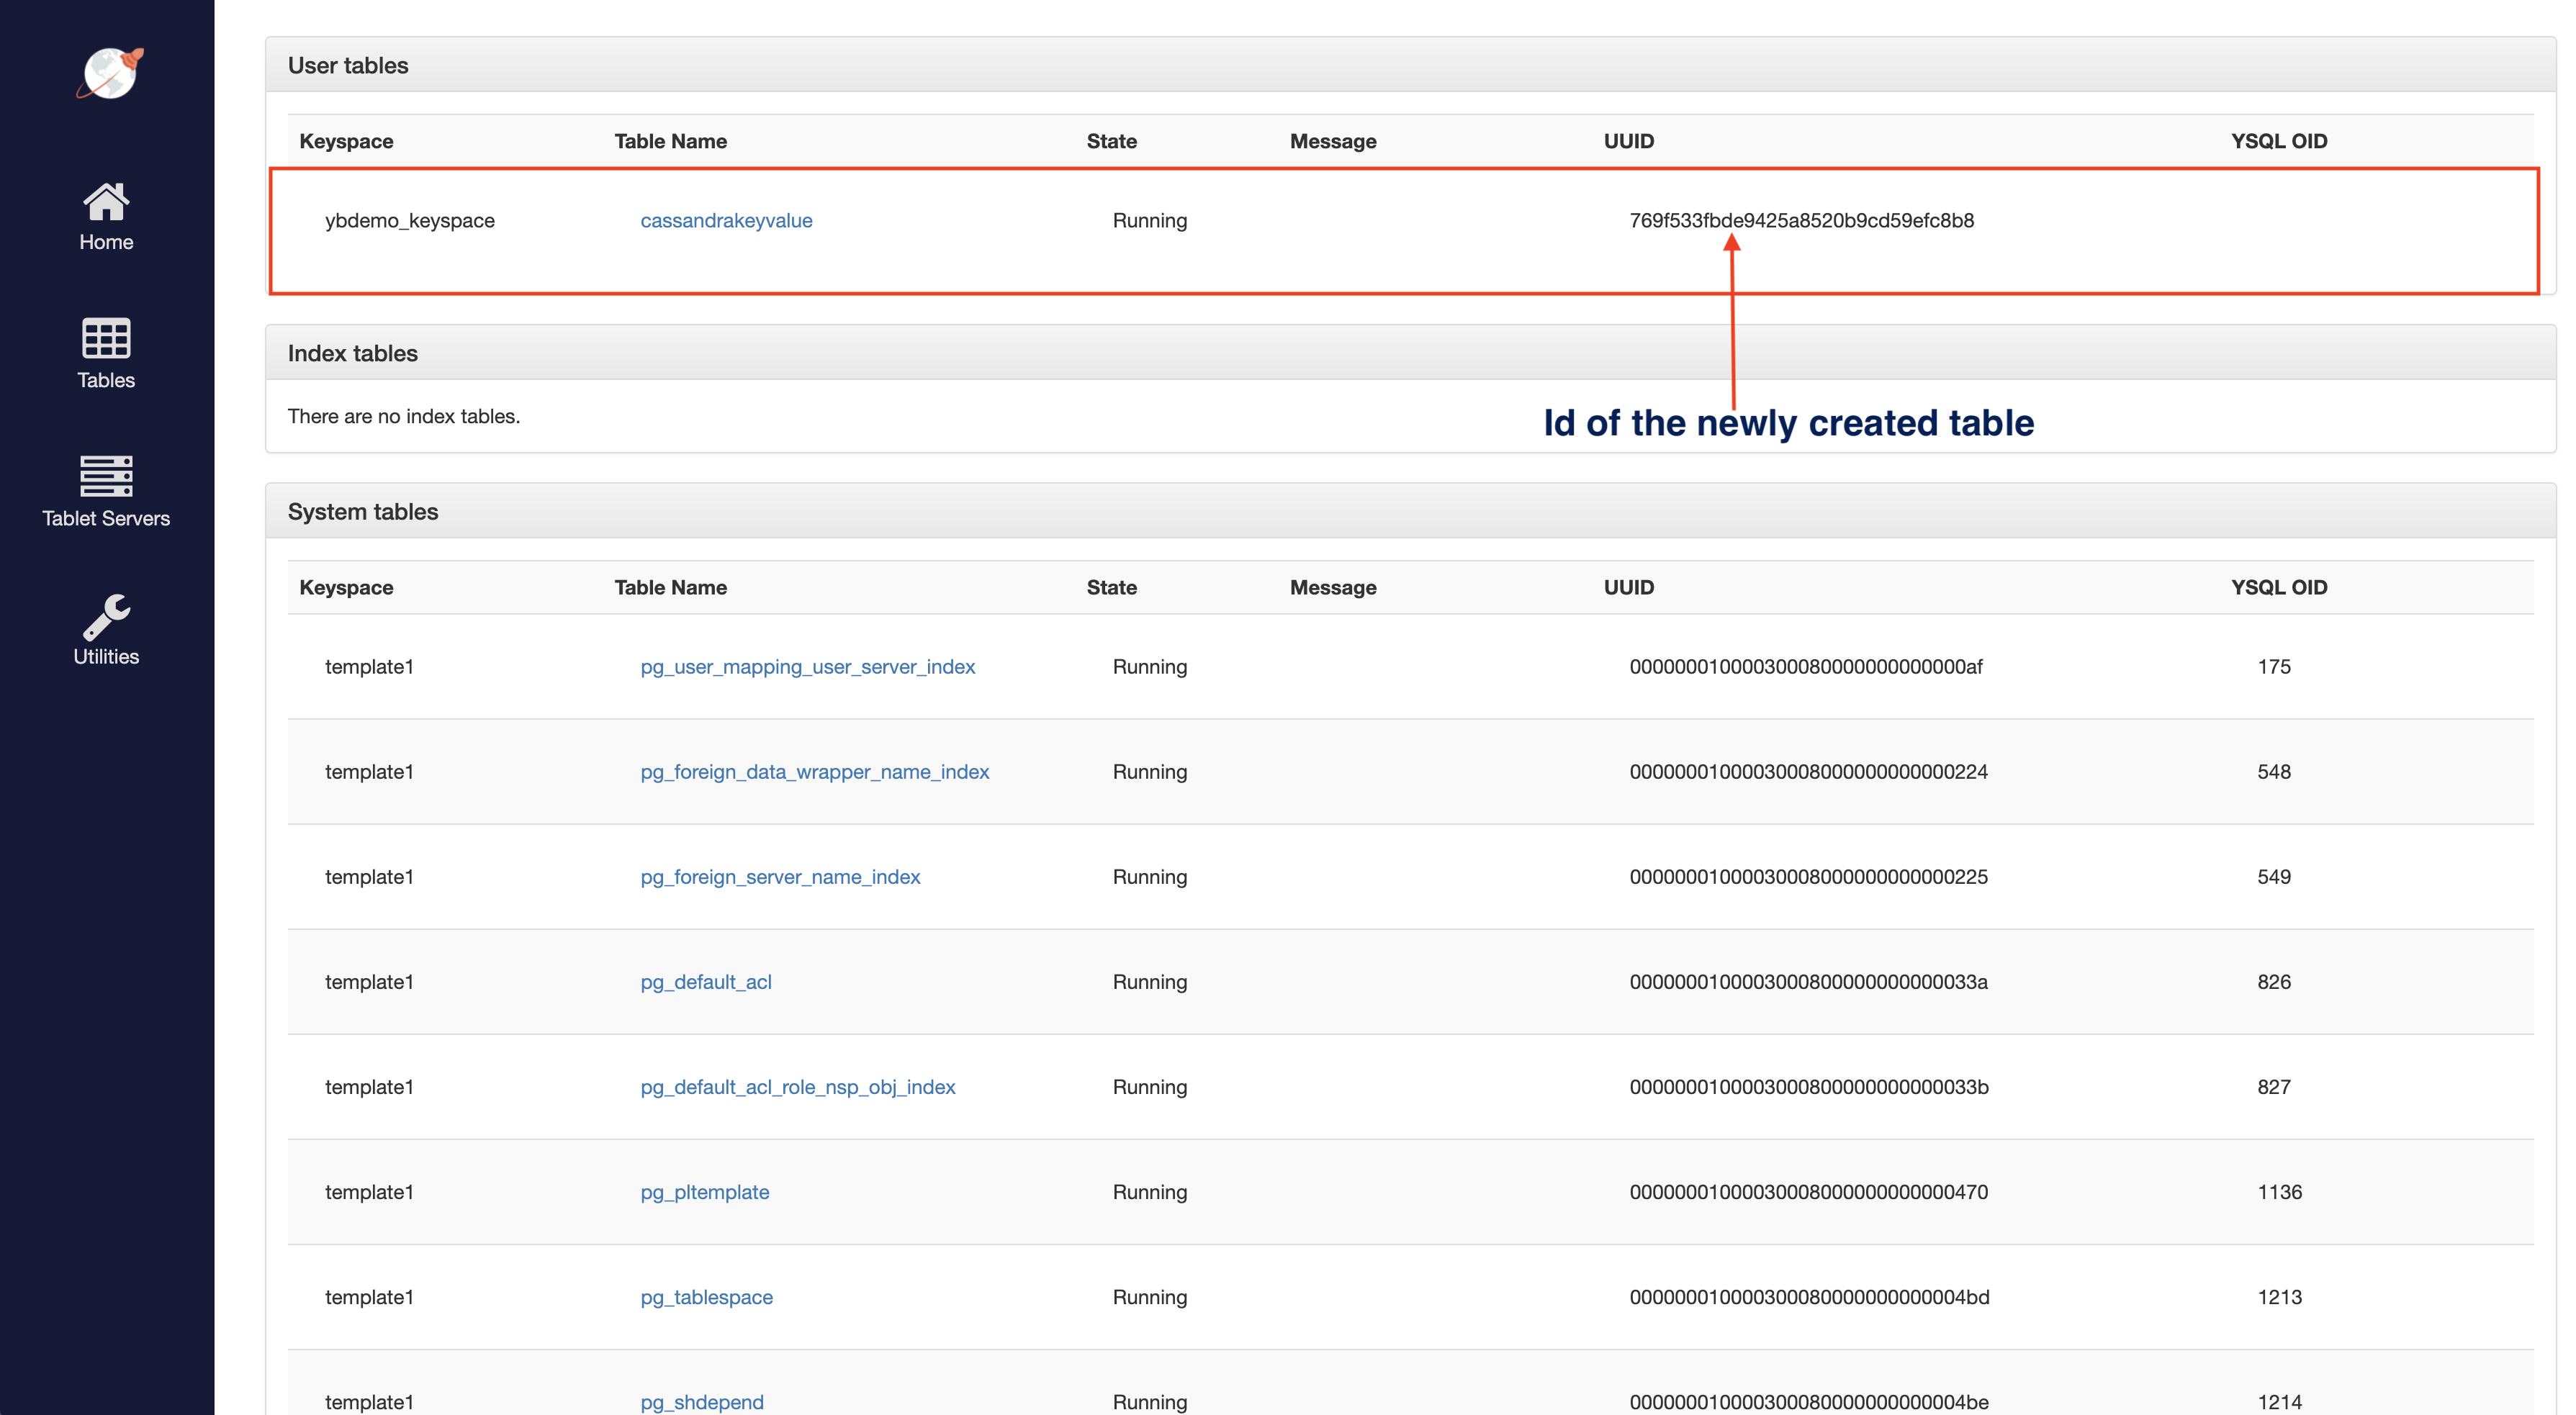 Home
Tables
Tablet Servers
Utilities
User tables
Keyspace Table Name State Message UUID YSQL OID
ybdemo_keyspace cassandrakeyvalue Running 769f533fbde9425a8520b9cd59efc8b8
Index tables
There are no index tables.
Id of the newly created table
System tables
Keyspace Table Name State Message UUID YSQL OID
template1 pg_user_mapping_user_server_index Running 000000010000300080000000000000af 175
template1 pg_foreign_data_wrapper_name_index Running 00000001000030008000000000000224 548
template1 pg_foreign_server_name_index Running 00000001000030008000000000000225 549
template1 pg_default_acl Running 0000000100003000800000000000033a 826
template1 pg_default_acl_role_nsp_obj_index Running 0000000100003000800000000000033b 827
template1 pg_pltemplate Running 00000001000030008000000000000470 1136
template1 pg_tablespace Running 000000010000300080000000000004bd 1213
template1 pg_shdepend Running 000000010000300080000000000004be 1214